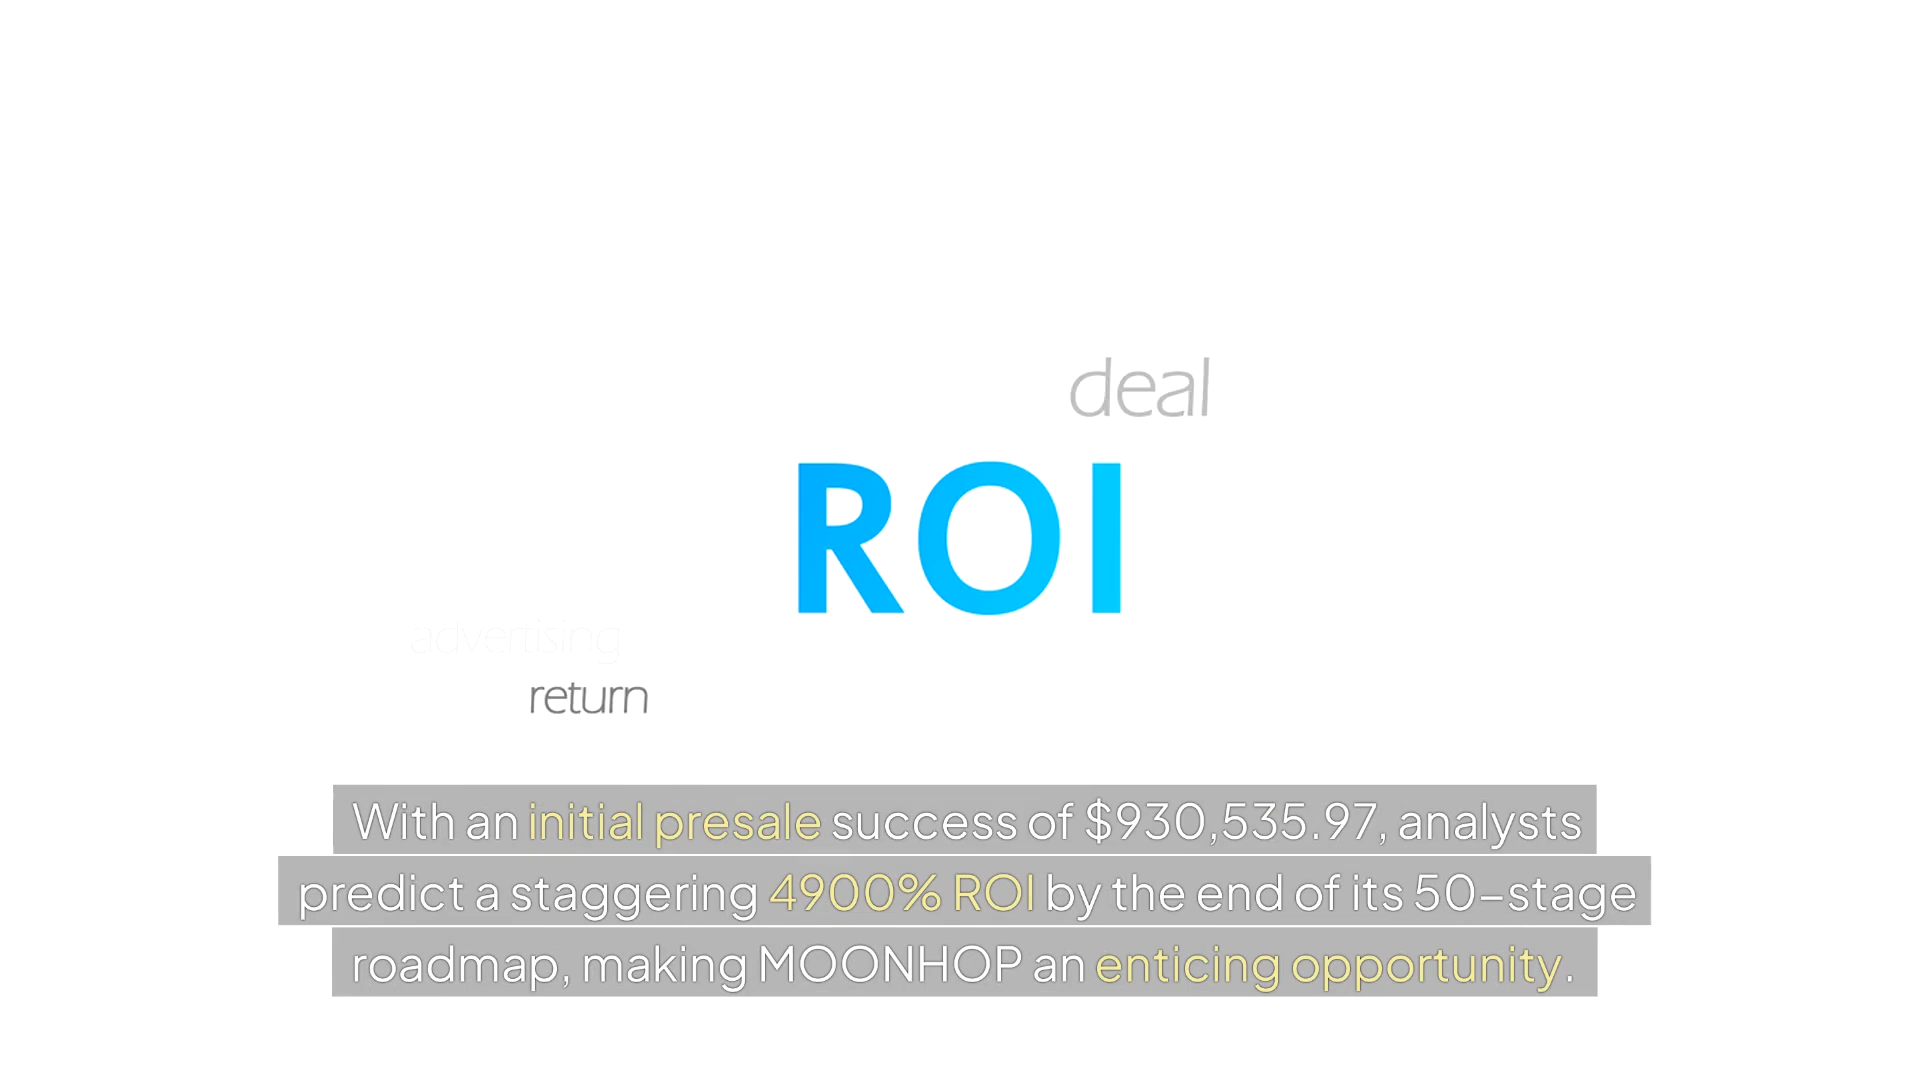 deal
ROI
advertising
return
With an initial presale success of $930,535.97, analysts
predict a staggering 4900% ROI by the end of its 50-stage
roadmap, making MOONHOP an enticing opportunity.